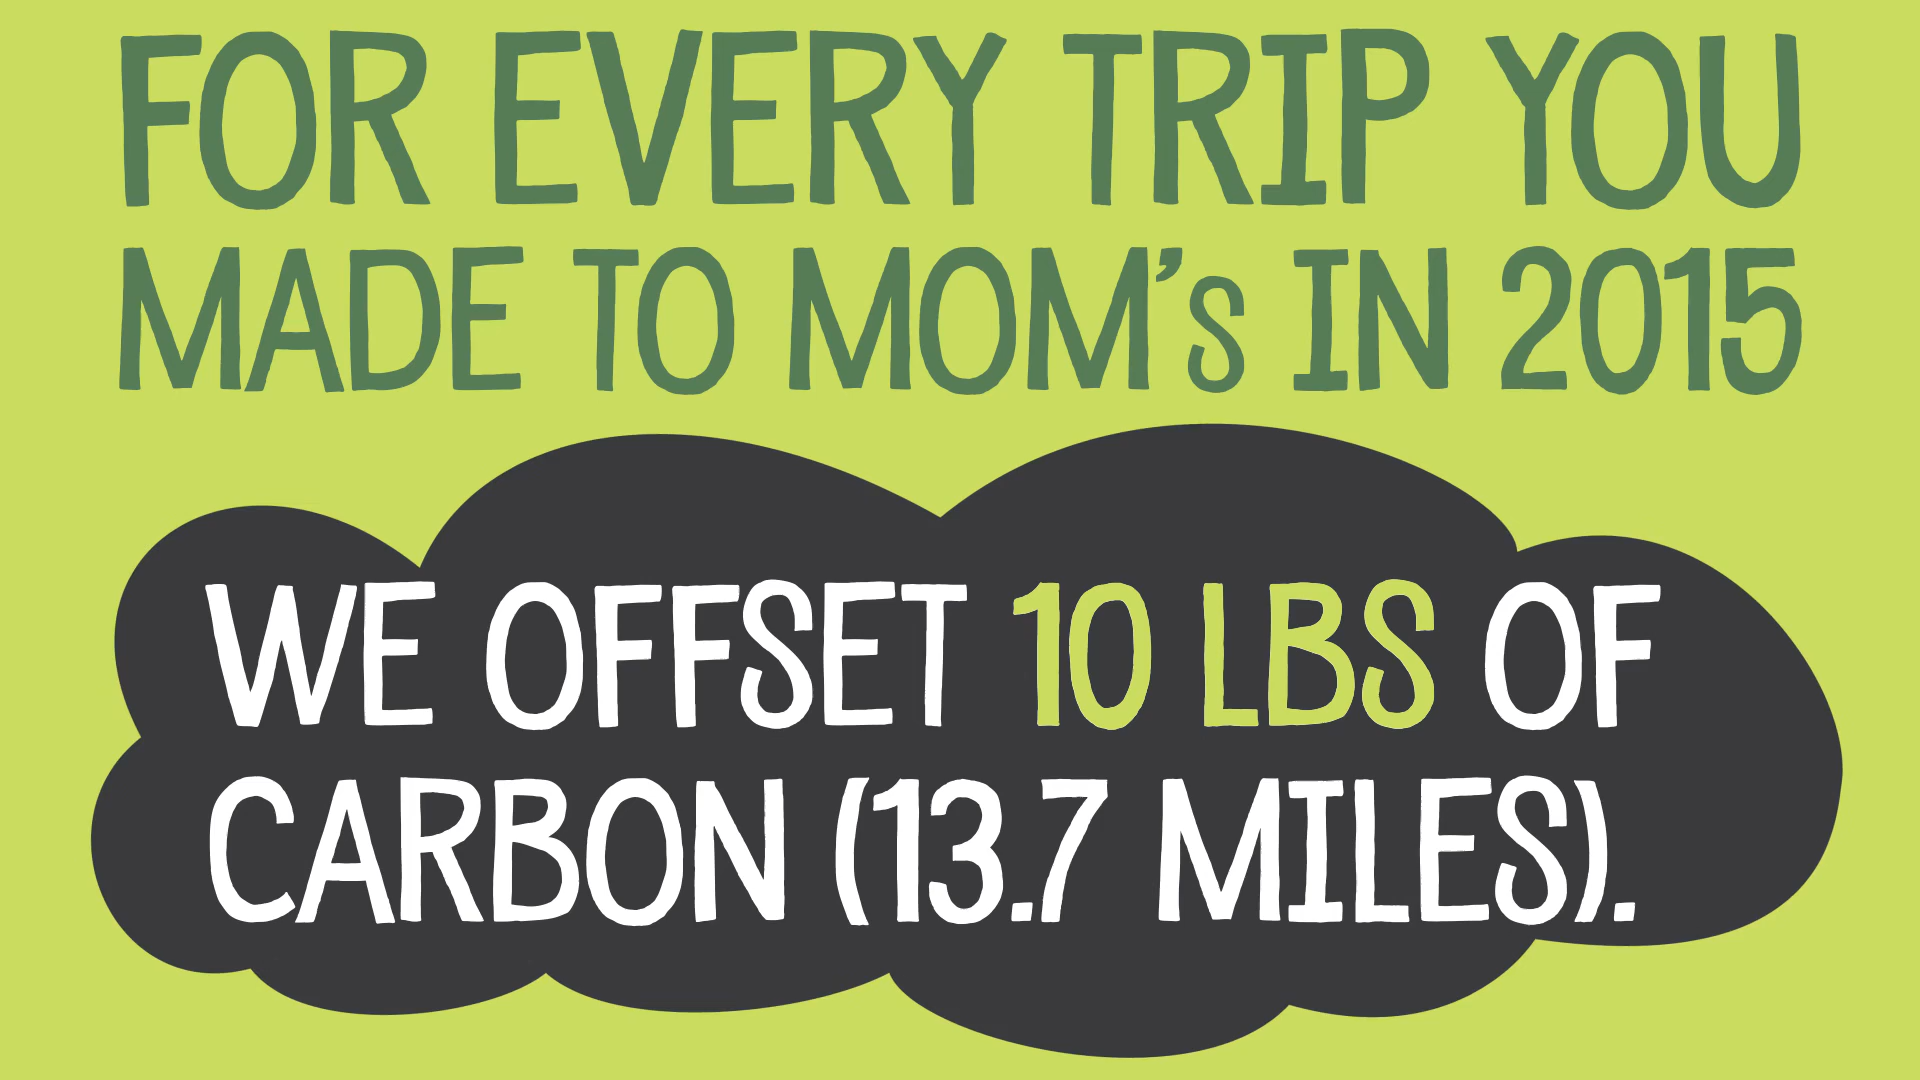 FOR EVERY TRIP YOU
MADE TO MOM's IN 2015
WE OFFSET 10 LBS OF
CARBON (13.7 MILES).